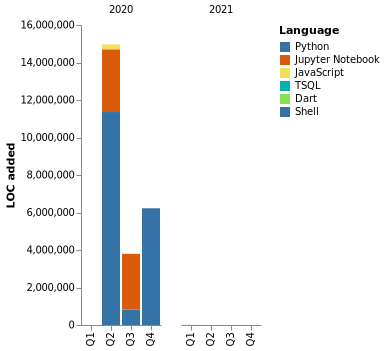 2020
2021
LOC added
16,000,000
14,000,000
12,000,000
10,000,000
8,000,000
6,000,000
4,000,000
2,000,000
0
Q1
Q2
Q3
Q4
Q1
Q2
Q3
Q4
Language
Python
Jupyter Notebook
JavaScript
TSQL
Dart
Shell